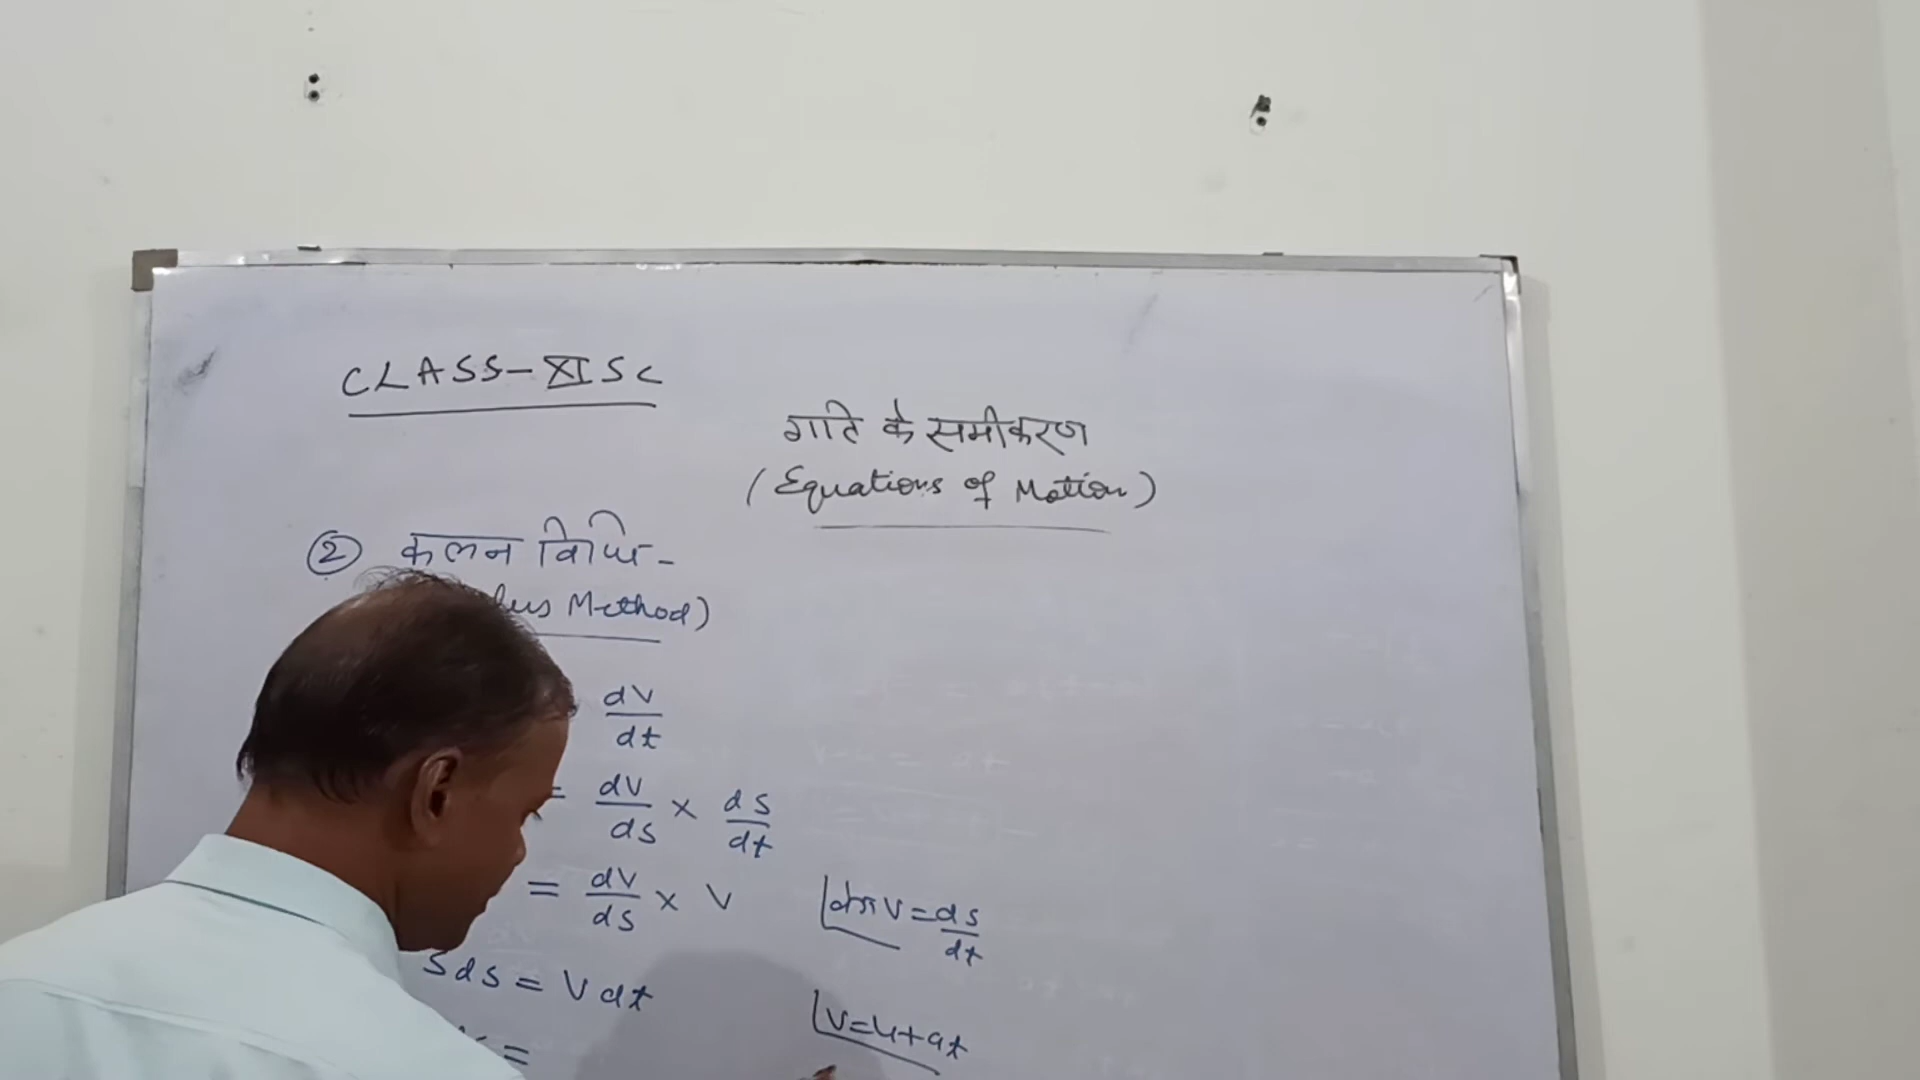 CLASS-XI SC
गति के समीकरण
(Equations of Motion)
② कलन विधि-
Method)
dv
dt
= dv/ds × ds/dt
= dv/ds × v
v = ds/dt
∫ds = v dt
v=u+at
=